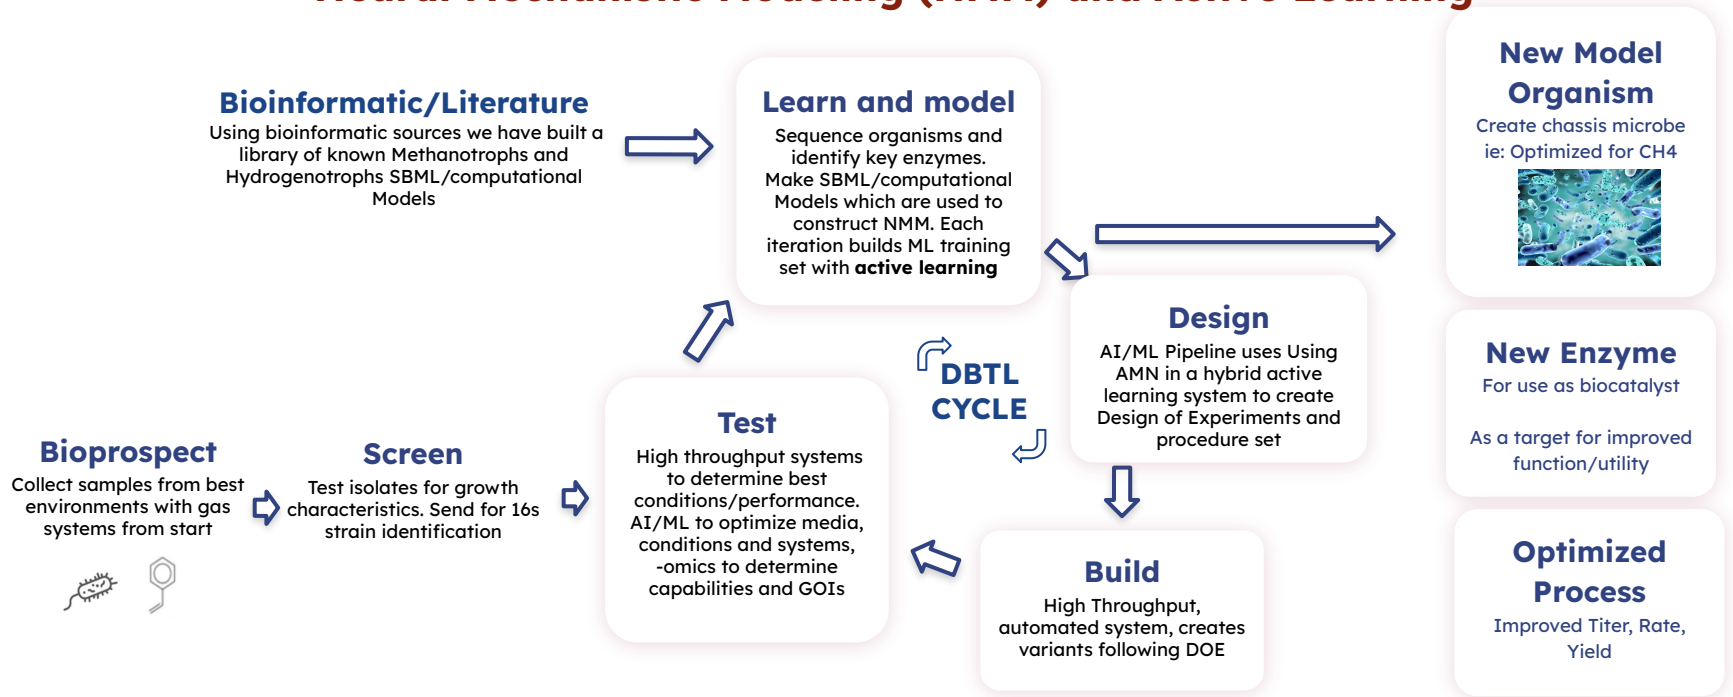 Neural Mechanistic Modelling (NMM) and Active Learning
Bioinformatic/Literature
Using bioinformatic sources we have built a
library of known Methanotrophs and
Hydrogenotrophs SBML/computational
Models
Learn and model
Sequence organisms and
identify key enzymes.
Make SBML/computational
Models which are used to
construct NMM. Each
iteration builds ML training
set with active learning
Design
AI/ML Pipeline uses Using
AMN in a hybrid active
learning system to create
Design of Experiments and
procedure set
DBTL
CYCLE
Build
High Throughput,
automated system, creates
variants following DOE
Test
High throughput systems
to determine best
conditions/performance.
AI/ML to optimize media,
conditions and systems,
-omics to determine
capabilities and GOIs
Bioprospect
Collect samples from best
environments with gas
systems from start
Screen
Test isolates for growth
characteristics. Send for 16s
strain identification
New Model
Organism
Create chassis microbe
ie: Optimized for CH4
New Enzyme
For use as biocatalyst
As a target for improved
function/utility
Optimized
Process
Improved Titer, Rate,
Yield